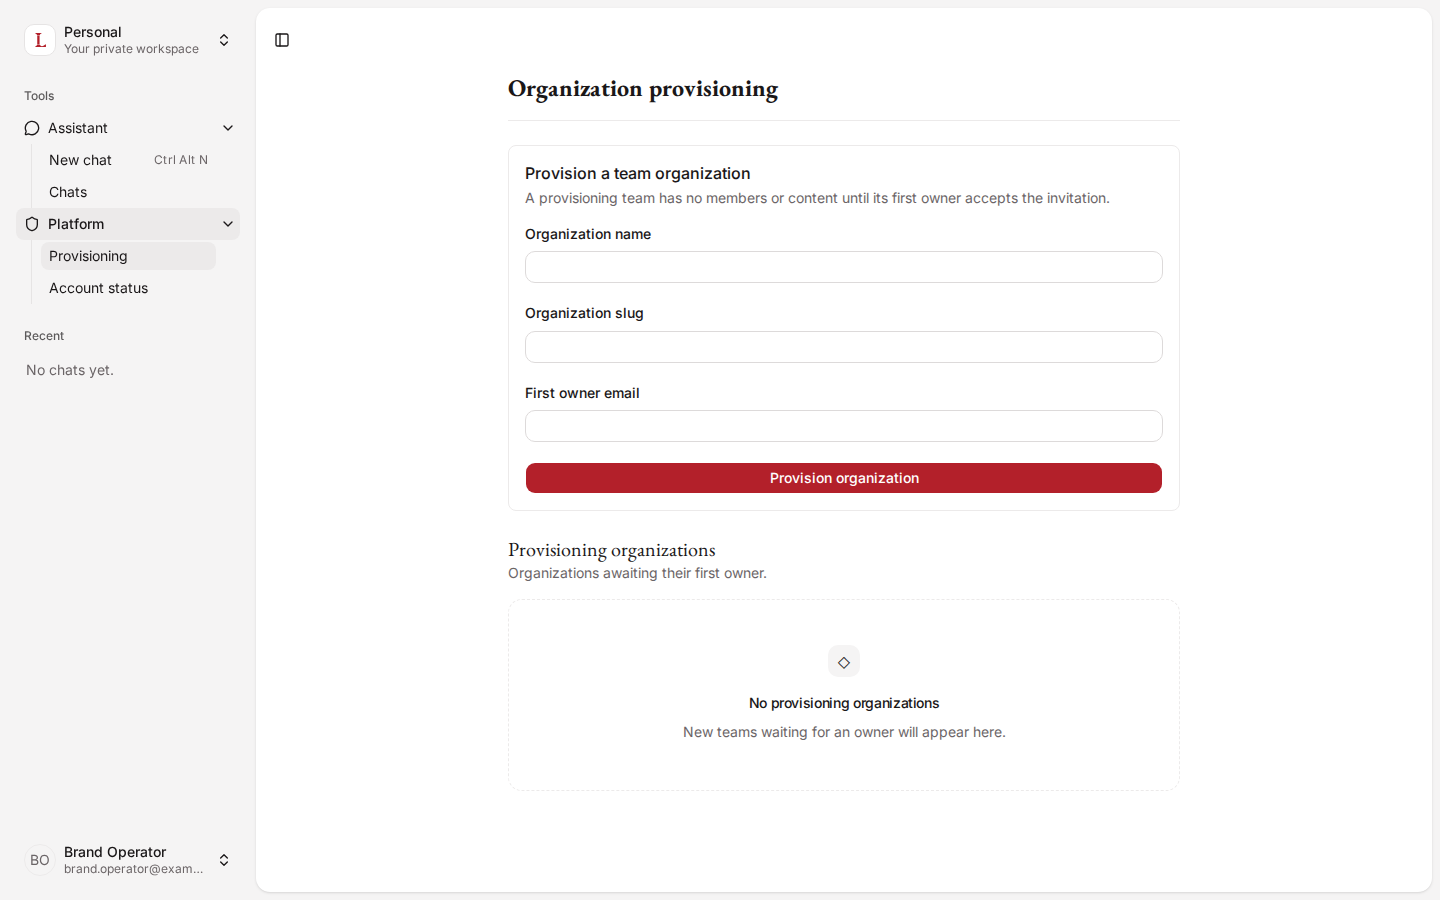 L
Personal
Your private workspace
Tools
Assistant
New chat Ctrl Alt N
Chats
Platform
Provisioning
Account status
Recent
No chats yet.
BO
Brand Operator
brand.operator@exam...
Organization provisioning
Provision a team organization
A provisioning team has no members or content until its first owner accepts the invitation.
Organization name
Organization slug
First owner email
Provision organization
Provisioning organizations
Organizations awaiting their first owner.
No provisioning organizations
New teams waiting for an owner will appear here.